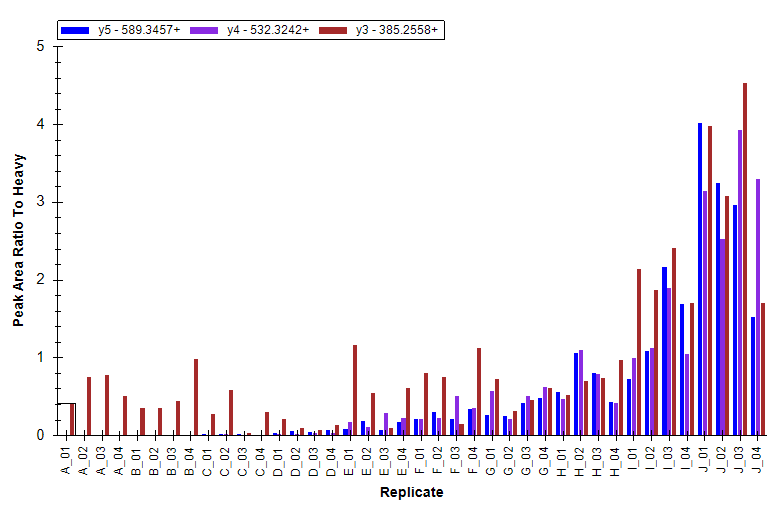 y5 - 589.3457+ y4 - 532.3242+ y3 - 385.2558+
Peak Area Ratio To Heavy
5
4
3
2
1
0
A_01 A_02 A_03 A_04 B_01 B_02 B_03 B_04 C_01 C_02 C_03 C_04 D_01 D_02 D_03 D_04 E_01 E_02 E_03 E_04 F_01 F_02 F_03 F_04 G_01 G_02 G_03 G_04 H_01 H_02 H_03 H_04 I_01 I_02 I_03 I_04 J_01 J_02 J_03 J_04
Replicate